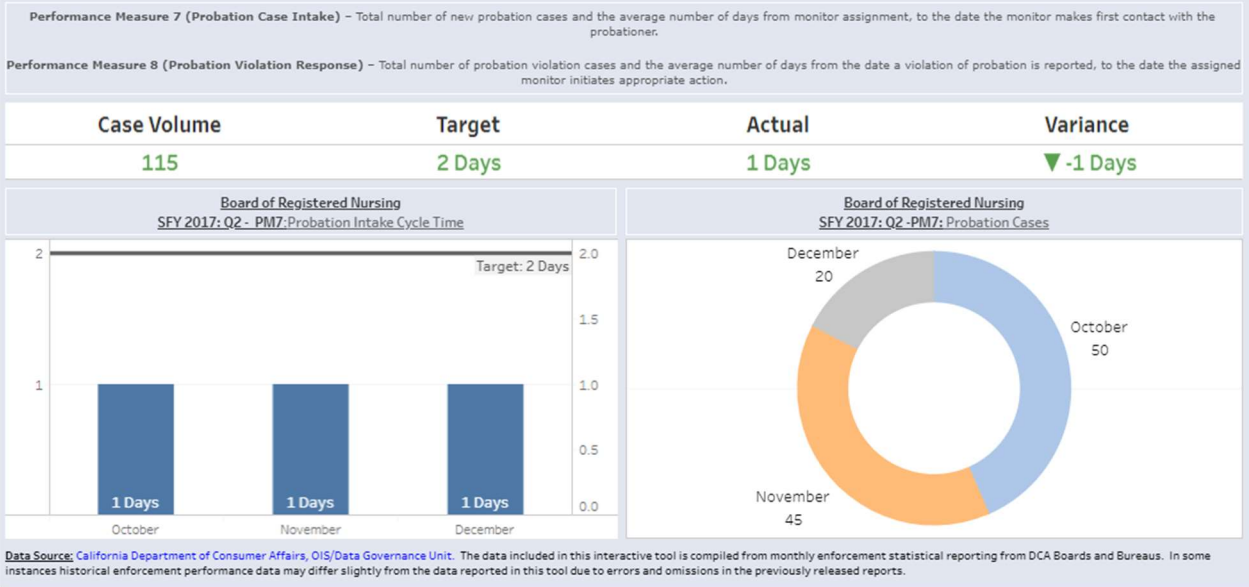 Performance Measure 7 (Probation Case Intake) – Total number of new probation cases and the average number of days from monitor assignment, to the date the monitor makes first contact with the
probationer.
Performance Measure 8 (Probation Violation Response) – Total number of probation violation cases and the average number of days from the date a violation of probation is reported, to the date the assigned
monitor initiates appropriate action.
Case Volume Target Actual Variance
115 2 Days 1 Days ▼ -1 Days
Board of Registered Nursing
SFY 2017: Q2 - PM7:Probation Intake Cycle Time
2 2.0
Target: 2 Days
1.5
1 1.0
0.5
1 Days 1 Days 1 Days
0.0
October November December
Board of Registered Nursing
SFY 2017: Q2 -PM7: Probation Cases
December
20
October
50
November
45
Data Source: California Department of Consumer Affairs, OIS/Data Governance Unit. The data included in this interactive tool is compiled from monthly enforcement statistical reporting from DCA Boards and Bureaus. In some
instances historical enforcement performance data may differ slightly from the data reported in this tool due to errors and omissions in the previously released reports.